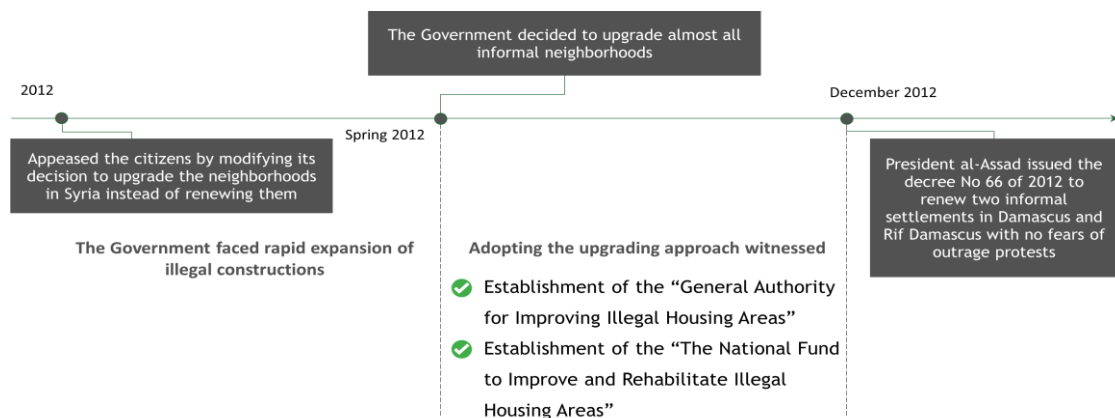 The Government decided to upgrade almost all
informal neighborhoods
2012
December 2012
Spring 2012
Appeased the citizens by modifying its
decision to upgrade the neighborhoods
in Syria instead of renewing them
President al-Assad issued the
decree No 66 of 2012 to
renew two informal
settlements in Damascus and
Rif Damascus with no fears of
outrage protests
The Government faced rapid expansion of
illegal constructions
Adopting the upgrading approach witnessed
Establishment of the “General Authority
for Improving Illegal Housing Areas”
Establishment of the “The National Fund
to Improve and Rehabilitate Illegal
Housing Areas”